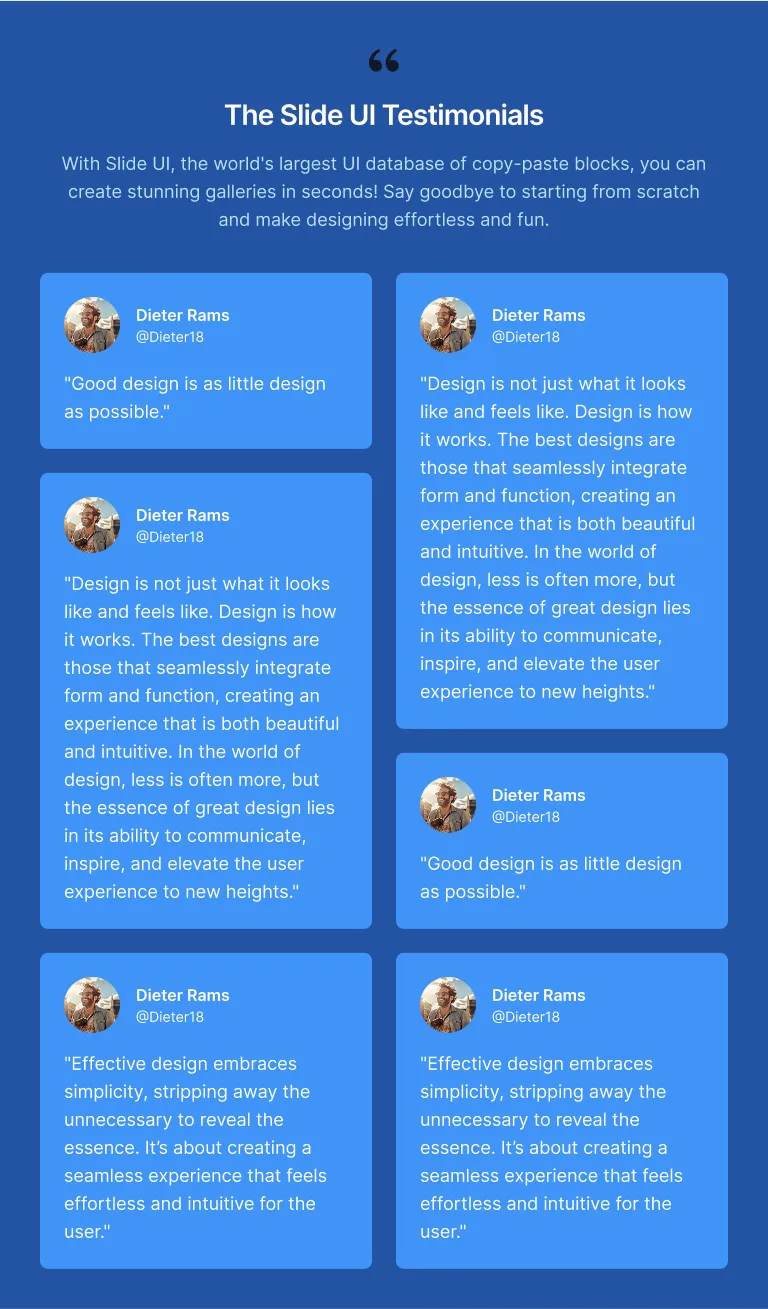 “
The Slide UI Testimonials
With Slide UI, the world's largest UI database of copy-paste blocks, you can
create stunning galleries in seconds! Say goodbye to starting from scratch
and make designing effortless and fun.
Dieter Rams
@Dieter18
"Good design is as little design
as possible."
Dieter Rams
@Dieter18
"Design is not just what it looks
like and feels like. Design is how
it works. The best designs are
those that seamlessly integrate
form and function, creating an
experience that is both beautiful
and intuitive. In the world of
design, less is often more, but
the essence of great design lies
in its ability to communicate,
inspire, and elevate the user
experience to new heights."
Dieter Rams
@Dieter18
"Effective design embraces
simplicity, stripping away the
unnecessary to reveal the
essence. It’s about creating a
seamless experience that feels
effortless and intuitive for the
user."
Dieter Rams
@Dieter18
"Design is not just what it looks
like and feels like. Design is how
it works. The best designs are
those that seamlessly integrate
form and function, creating an
experience that is both beautiful
and intuitive. In the world of
design, less is often more, but
the essence of great design lies
in its ability to communicate,
inspire, and elevate the user
experience to new heights."
Dieter Rams
@Dieter18
"Good design is as little design
as possible."
Dieter Rams
@Dieter18
"Effective design embraces
simplicity, stripping away the
unnecessary to reveal the
essence. It’s about creating a
seamless experience that feels
effortless and intuitive for the
user."